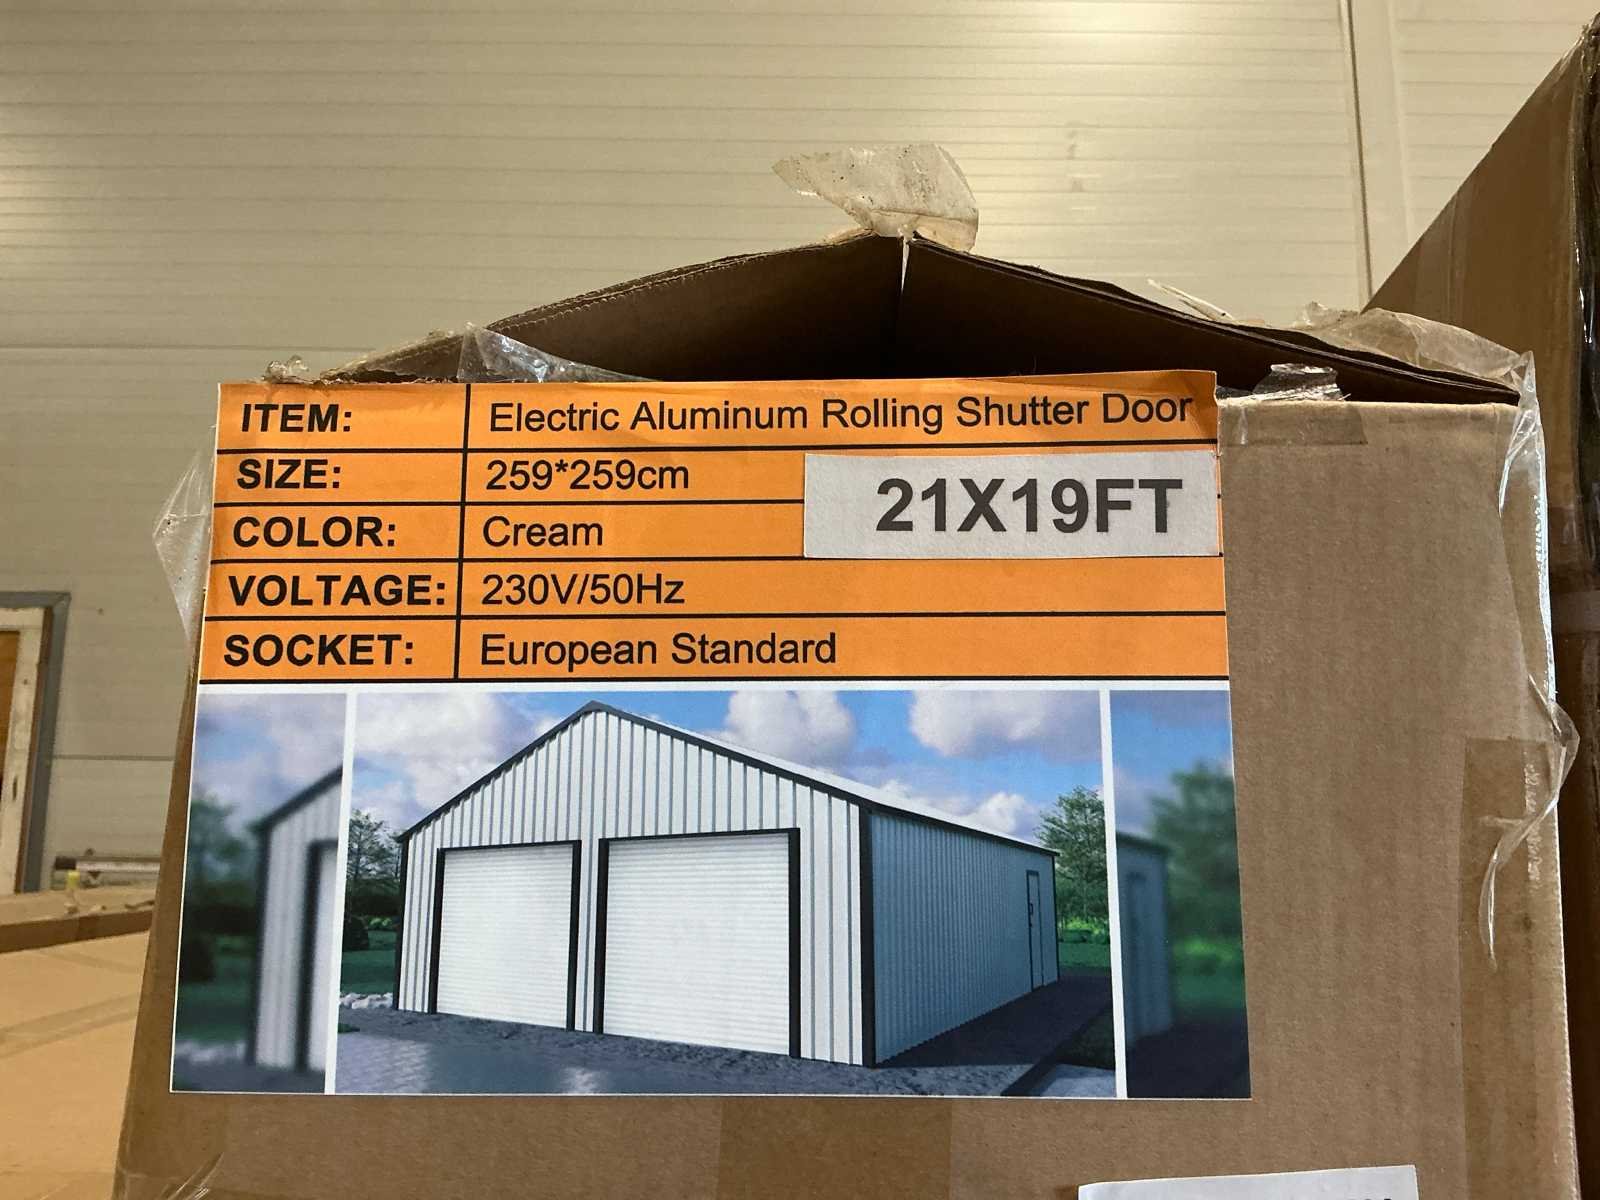 ITEM: Electric Aluminum Rolling Shutter Door
SIZE: 259*259cm
21X19FT
COLOR: Cream
VOLTAGE: 230V/50Hz
SOCKET: European Standard